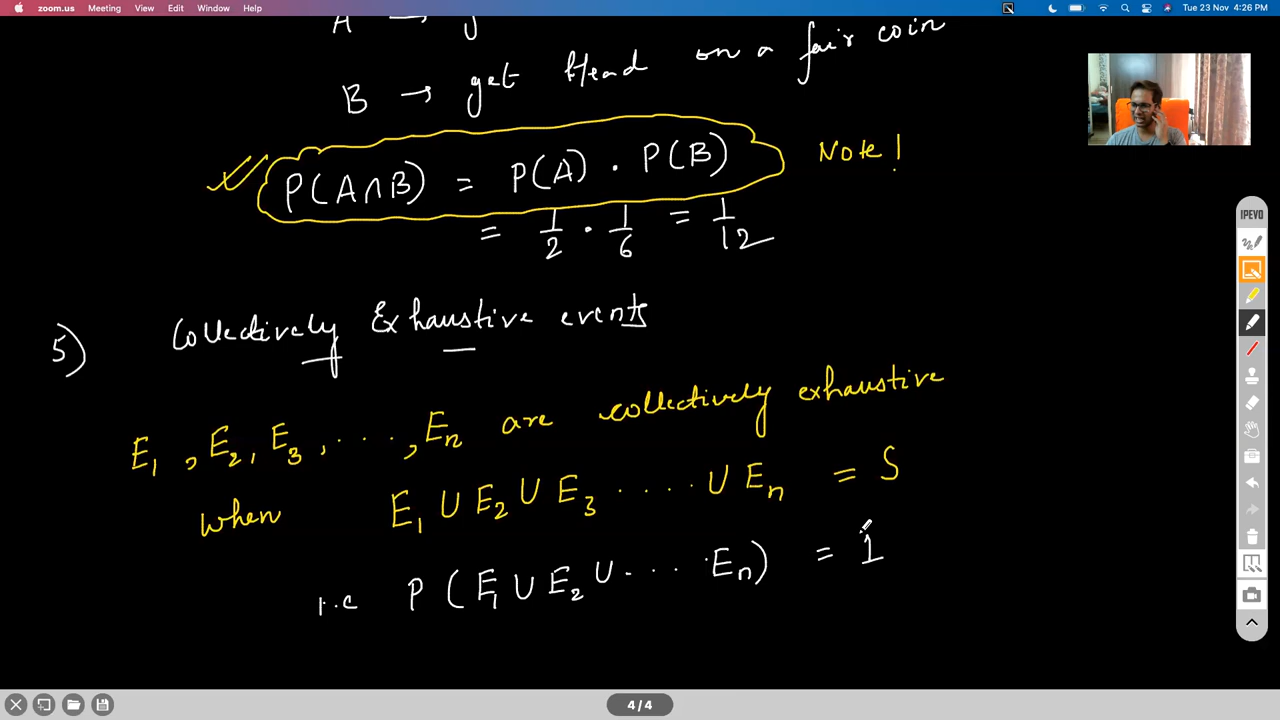 zoom.us Meeting View Edit Window Help Tue 23 Nov 4:26 PM
A →
B → get Head on a fair coin
P(A∩B) = P(A) · P(B) Note!
= 1/2 · 1/6 = 1/12
IPEVO
5) Collectively Exhaustive events
E₁, E₂, E₃, ...., Eₙ are collectively exhaustive
when E₁ ∪ E₂ ∪ E₃ .... ∪ Eₙ = S
i.e P(E₁ ∪ E₂ ∪ .... Eₙ) = 1
4/4